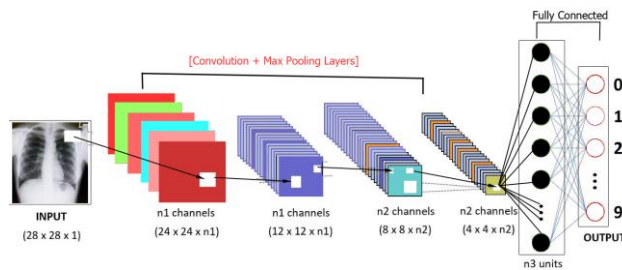 Fully Connected
[Convolution + Max Pooling Layers]
0
1
2
9
INPUT
(28 x 28 x 1)
n1 channels
(24 x 24 x n1)
n1 channels
(12 x 12 x n1)
n2 channels
(8 x 8 x n2)
n2 channels
(4 x 4 x n2)
OUTPUT
n3 units